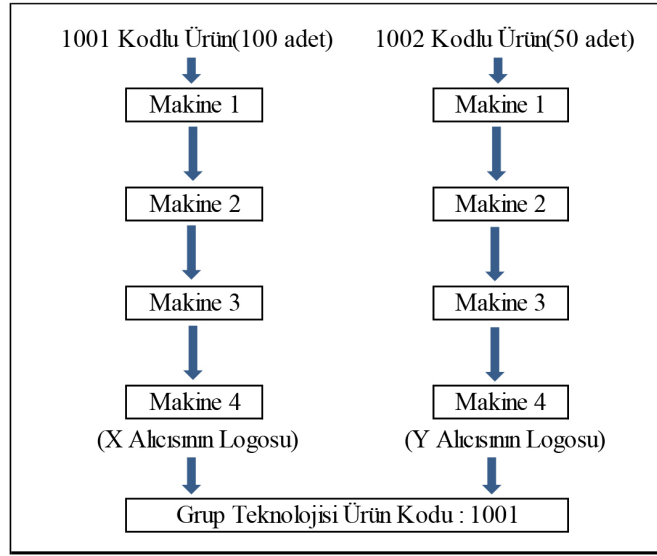 1001 Kodlu Ürün(100 adet)
1002 Kodlu Ürün(50 adet)
Makine 1
Makine 1
Makine 2
Makine 2
Makine 3
Makine 3
Makine 4
Makine 4
(X Alıcısının Logosu)
(Y Alıcısının Logosu)
Grup Teknolojisi Ürün Kodu : 1001